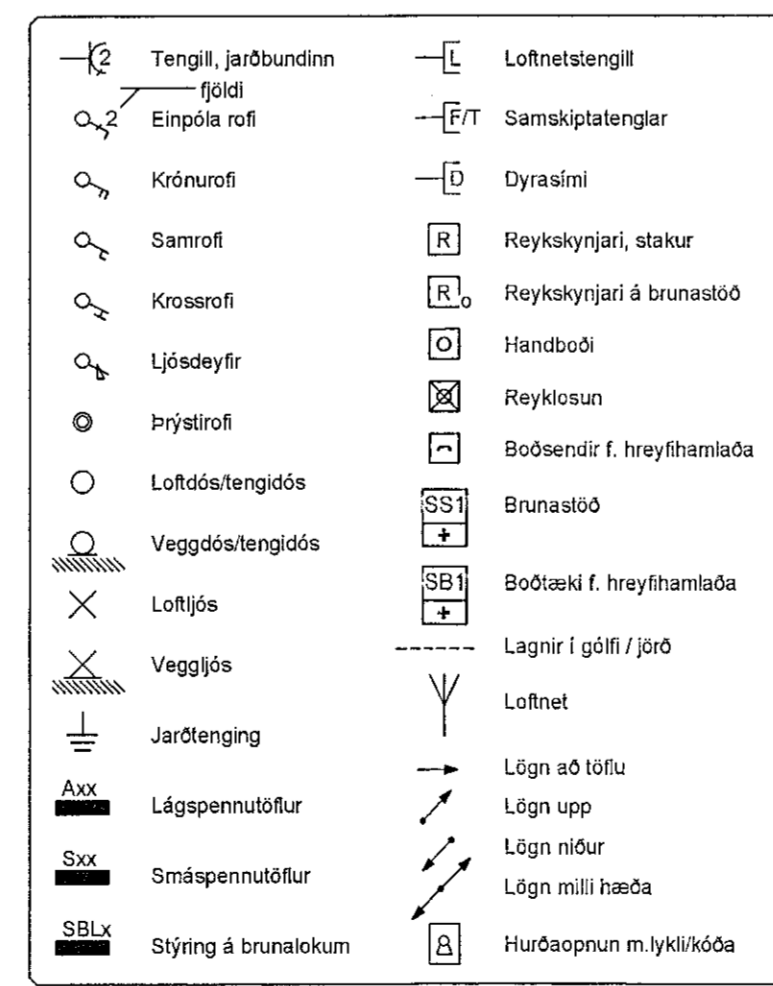 2 Tengill, jarðbundinn
fjöldi
2 Einpóla rofi
Krónurofi
Samrofi
Krossrofi
Ljósdeyfir
Þrýstirofi
Loftdós/tengidós
Veggdós/tengidós
Loftljós
Veggljós
Jarðtenging
Axx
Lágspennutöflur
Sxx
Smáspennutöflur
SBLx
Stýring á brunalokum
L Loftnetstengill
F/T Samskiptatenglar
D Dyrasími
R Reykskynjari, stakur
R o Reykskynjari á brunastöð
O Handboði
Reyklosun
Boðsendir f. hreyfihamlaða
SS1 Brunastöð
+
SB1 Boðtæki f. hreyfihamlaða
+
Lagnir í gólfi / jörð
Loftnet
Lögn að töflu
Lögn upp
Lögn niður
Lögn milli hæða
8 Hurðaopnun m.lykli/kóða